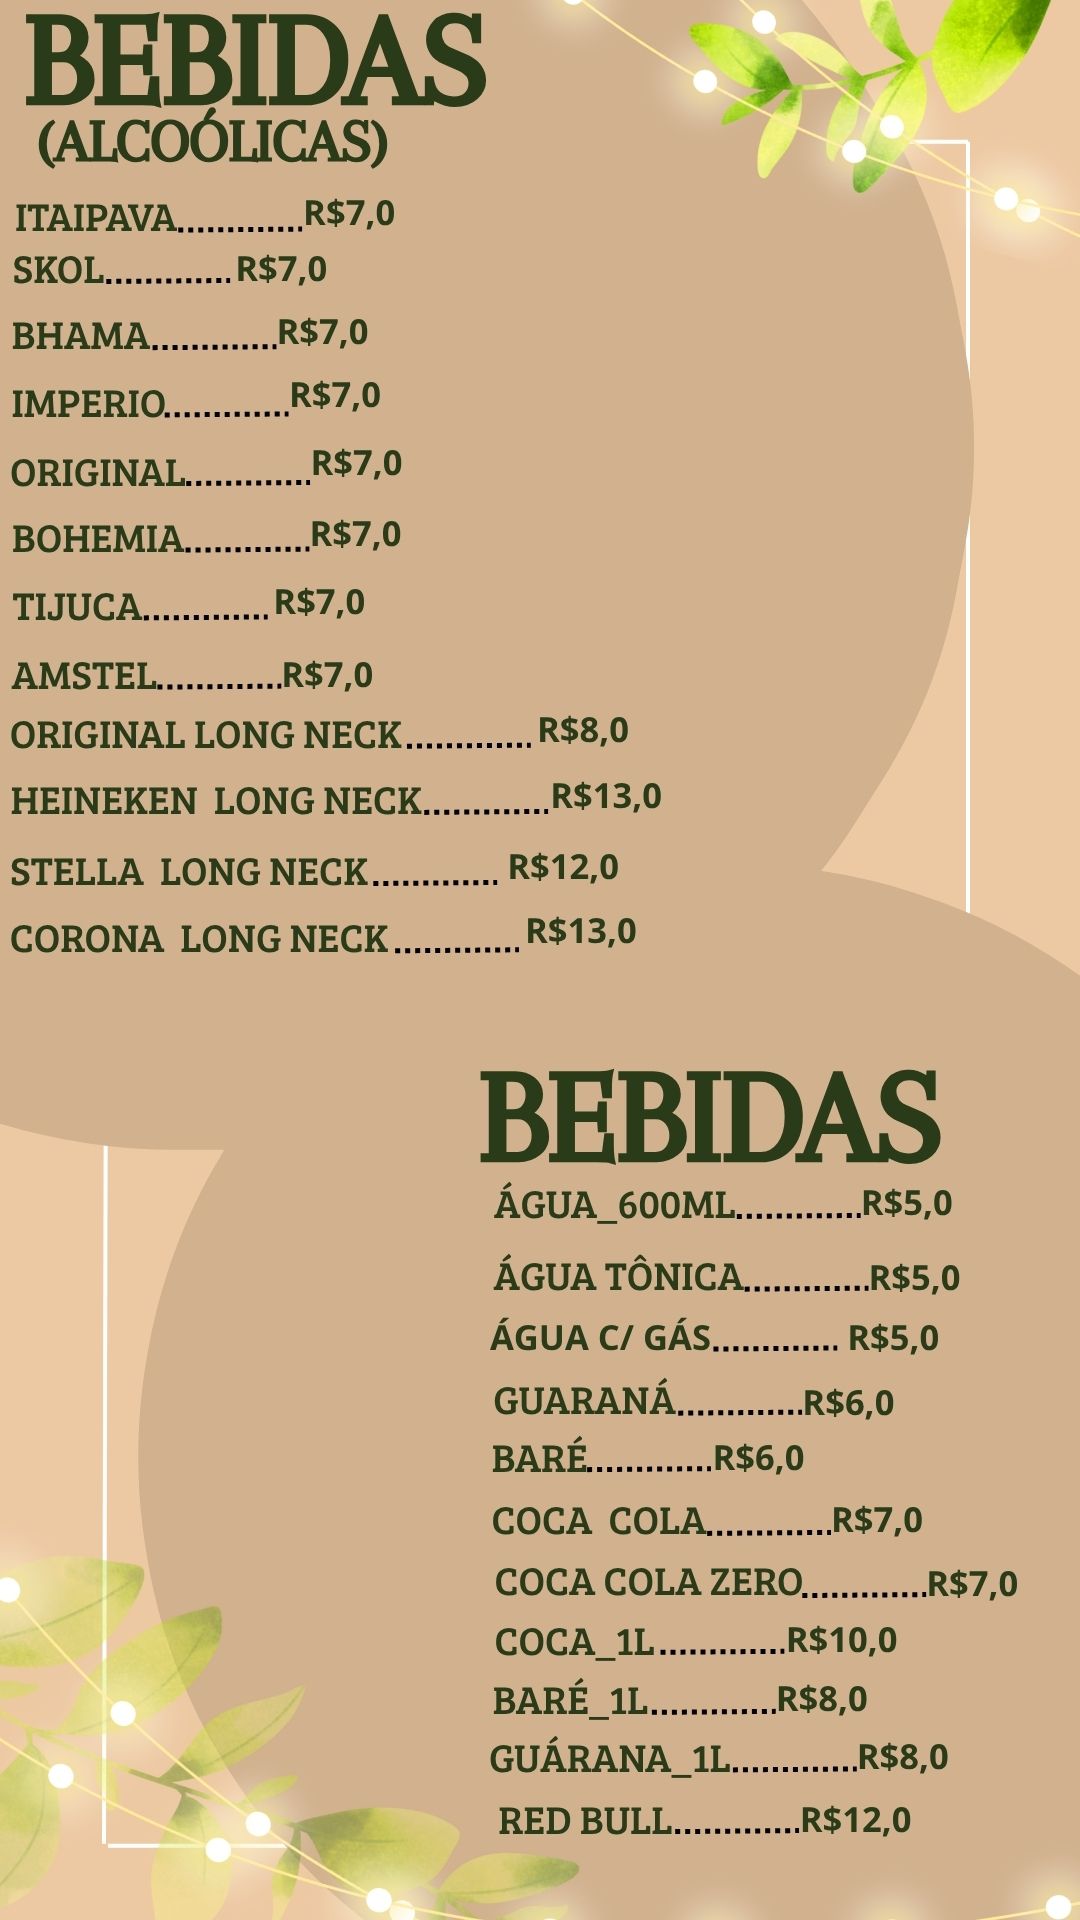 BEBIDAS
(ALCOÓLICAS)
ITAIPAVA.............R$7,0
SKOL............. R$7,0
BHAMA.............R$7,0
IMPERIO.............R$7,0
ORIGINAL.............R$7,0
BOHEMIA.............R$7,0
TIJUCA............. R$7,0
AMSTEL.............R$7,0
ORIGINAL LONG NECK............. R$8,0
HEINEKEN LONG NECK.............R$13,0
STELLA LONG NECK............. R$12,0
CORONA LONG NECK............. R$13,0
BEBIDAS
ÁGUA_600ML.............R$5,0
ÁGUA TÔNICA.............R$5,0
ÁGUA C/ GÁS............. R$5,0
GUARANÁ.............R$6,0
BARÉ.............R$6,0
COCA COLA.............R$7,0
COCA COLA ZERO.............R$7,0
COCA_1L.............R$10,0
BARÉ_1L.............R$8,0
GUÁRANA_1L.............R$8,0
RED BULL.............R$12,0